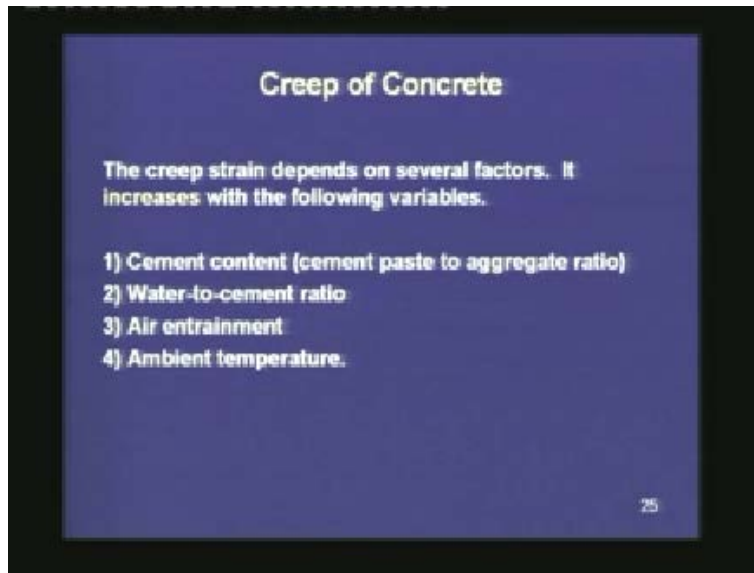 Creep of Concrete
The creep strain depends on several factors. It
increases with the following variables.
1) Cement content (cement paste to aggregate ratio)
2) Water-to-cement ratio
3) Air entrainment
4) Ambient temperature.
25